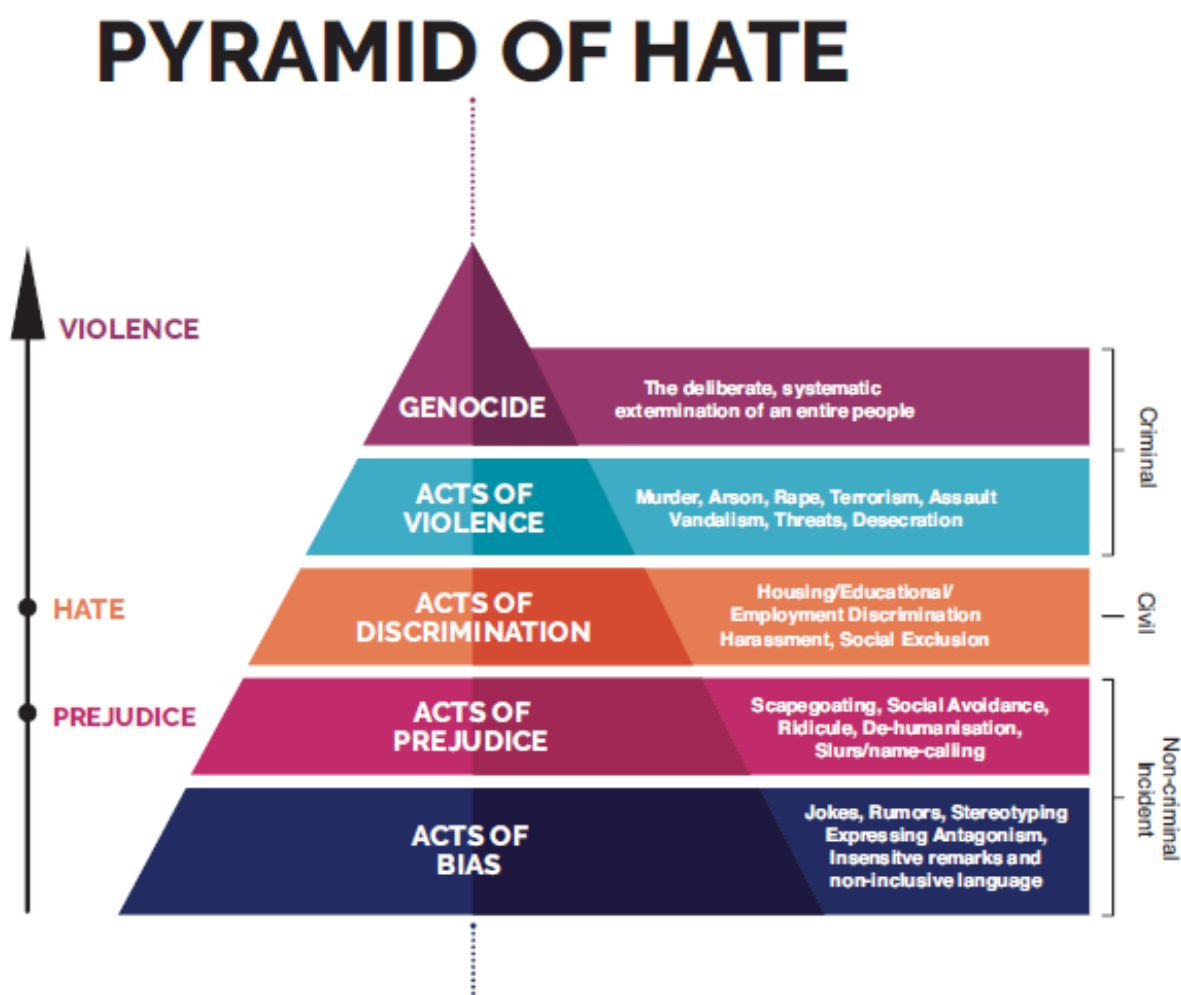 PYRAMID OF HATE
VIOLENCE
GENOCIDE
The deliberate, systematic
extermination of an entire people
Criminal
ACTS OF
VIOLENCE
Murder, Arson, Rape, Terrorism, Assault
Vandalism, Threats, Desecration
HATE
ACTS OF
DISCRIMINATION
Housing/Educational/
Employment Discrimination
Harassment, Social Exclusion
Civil
PREJUDICE
ACTS OF
PREJUDICE
Scapegoating, Social Avoidance,
Ridicule, De-humanisation,
Slurs/name-calling
Non-criminal
Incident
ACTS OF
BIAS
Jokes, Rumors, Stereotyping
Expressing Antagonism,
Insensitve remarks and
non-inclusive language